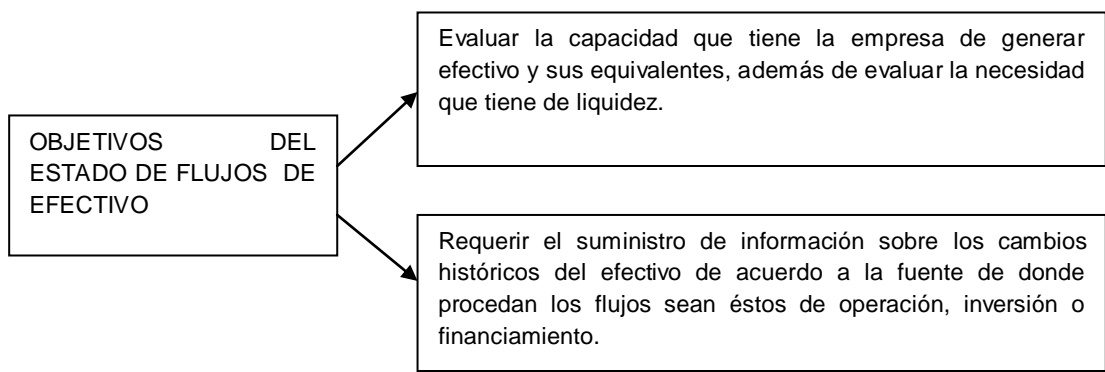 OBJETIVOS DEL
ESTADO DE FLUJOS DE
EFECTIVO
Evaluar la capacidad que tiene la empresa de generar
efectivo y sus equivalentes, además de evaluar la necesidad
que tiene de liquidez.
Requerir el suministro de información sobre los cambios
históricos del efectivo de acuerdo a la fuente de donde
procedan los flujos sean éstos de operación, inversión o
financiamiento.